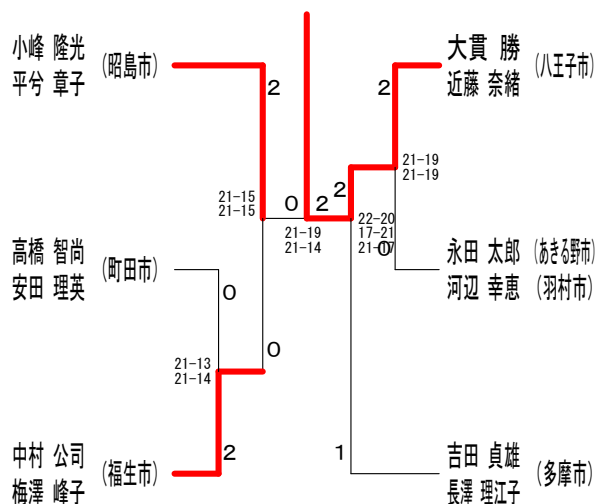 小峰 隆光
平兮 章子
(昭島市)
2
21-15
21-15
0
高橋 智尚
安田 理英
(町田市)
0
0
21-13
21-14
2
中村 公司
梅澤 峰子
(福生市)
2
21-19
21-14
大貫 勝
近藤 奈緒
(八王子市)
2
21-19
21-19
2
22-20
17-21
21-17
0
永田 太郎 (あきる野市)
河辺 幸恵 (羽村市)
1
吉田 貞雄
長澤 理江子
(多摩市)